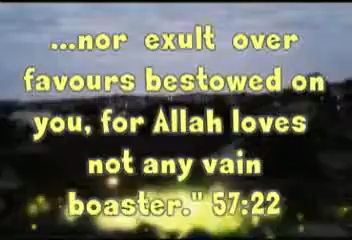 ...nor exult over
favours bestowed on
you, for Allah loves
not any vain
boaster." 57:22